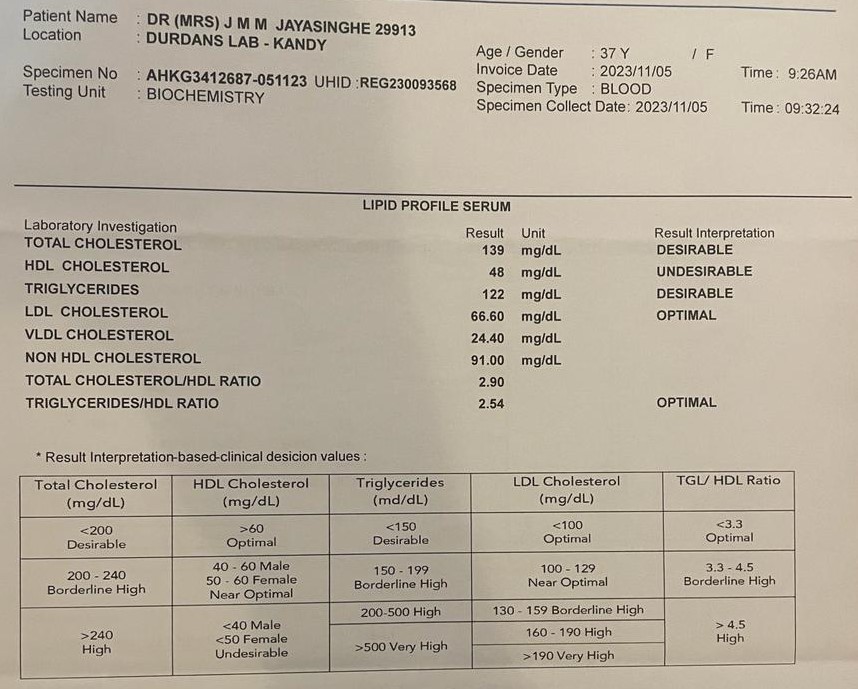 Patient Name : DR (MRS) J M M JAYASINGHE 29913
Location : DURDANS LAB - KANDY
Age / Gender : 37 Y / F
Invoice Date : 2023/11/05 Time : 9:26AM
Specimen No : AHKG3412687-051123 UHID :REG230093568
Specimen Type : BLOOD
Testing Unit : BIOCHEMISTRY
Specimen Collect Date: 2023/11/05 Time : 09:32:24
LIPID PROFILE SERUM
Laboratory Investigation Result Unit Result Interpretation
TOTAL CHOLESTEROL 139 mg/dL DESIRABLE
HDL CHOLESTEROL 48 mg/dL UNDESIRABLE
TRIGLYCERIDES 122 mg/dL DESIRABLE
LDL CHOLESTEROL 66.60 mg/dL OPTIMAL
VLDL CHOLESTEROL 24.40 mg/dL
NON HDL CHOLESTEROL 91.00 mg/dL
TOTAL CHOLESTEROL/HDL RATIO 2.90
TRIGLYCERIDES/HDL RATIO 2.54 OPTIMAL
* Result Interpretation-based-clinical desicion values :
Total Cholesterol HDL Cholesterol Triglycerides LDL Cholesterol TGL/ HDL Ratio
(mg/dL) (mg/dL) (md/dL) (mg/dL)
<200 >60 <150 <100 <3.3
Desirable Optimal Desirable Optimal Optimal
200 - 240 40 - 60 Male 150 - 199 100 - 129 3.3 - 4.5
Borderline High 50 - 60 Female Borderline High Near Optimal Borderline High
Near Optimal
200-500 High 130 - 159 Borderline High
>240 <40 Male 160 - 190 High > 4.5
High <50 Female >500 Very High High
Undesirable >190 Very High